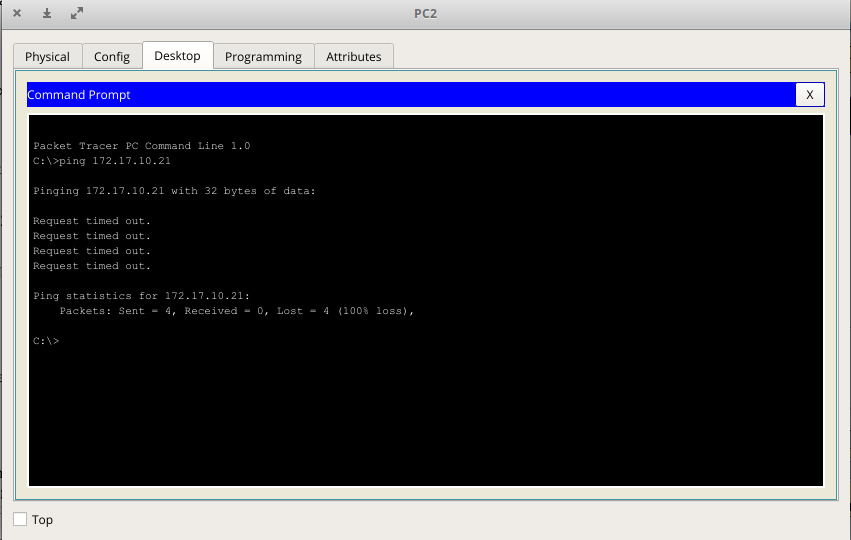 PC2
Physical Config Desktop Programming Attributes
Command Prompt X
Packet Tracer PC Command Line 1.0
C:\>ping 172.17.10.21
Pinging 172.17.10.21 with 32 bytes of data:
Request timed out.
Request timed out.
Request timed out.
Request timed out.
Ping statistics for 172.17.10.21:
    Packets: Sent = 4, Received = 0, Lost = 4 (100% loss),
C:\>
Top